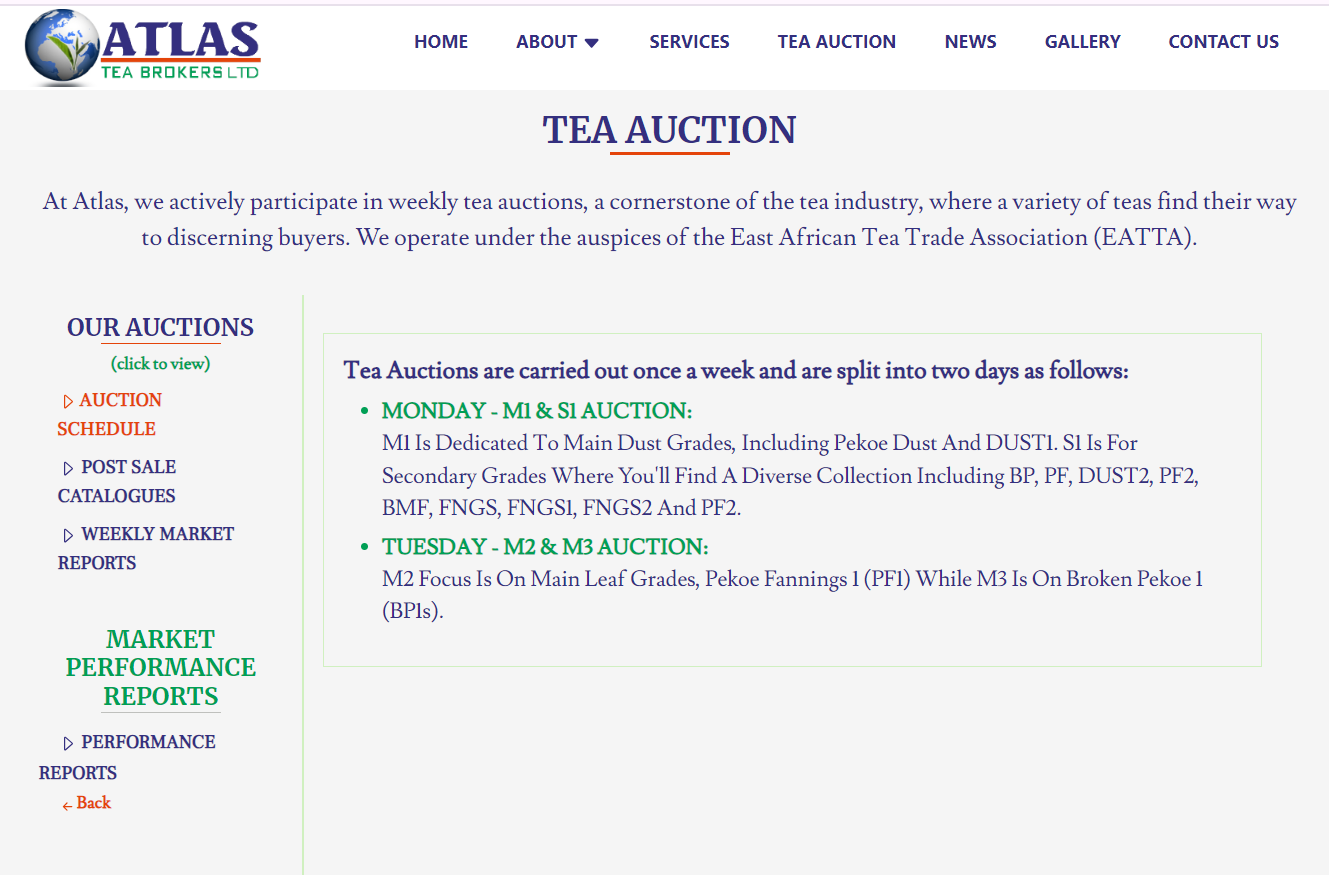 ATLAS
TEA BROKERS LTD
HOME ABOUT SERVICES TEA AUCTION NEWS GALLERY CONTACT US
TEA AUCTION
At Atlas, we actively participate in weekly tea auctions, a cornerstone of the tea industry, where a variety of teas find their way
to discerning buyers. We operate under the auspices of the East African Tea Trade Association (EATTA).
OUR AUCTIONS
(click to view)
AUCTION
SCHEDULE
POST SALE
CATALOGUES
WEEKLY MARKET
REPORTS
MARKET
PERFORMANCE
REPORTS
PERFORMANCE
REPORTS
← Back
Tea Auctions are carried out once a week and are split into two days as follows:
• MONDAY - M1 & S1 AUCTION:
M1 Is Dedicated To Main Dust Grades, Including Pekoe Dust And DUST1. S1 Is For
Secondary Grades Where You'll Find A Diverse Collection Including BP, PF, DUST2, PF2,
BMF, FNGS, FNGS1, FNGS2 And PF2.
• TUESDAY - M2 & M3 AUCTION:
M2 Focus Is On Main Leaf Grades, Pekoe Fannings 1 (PF1) While M3 Is On Broken Pekoe 1
(BP1s).